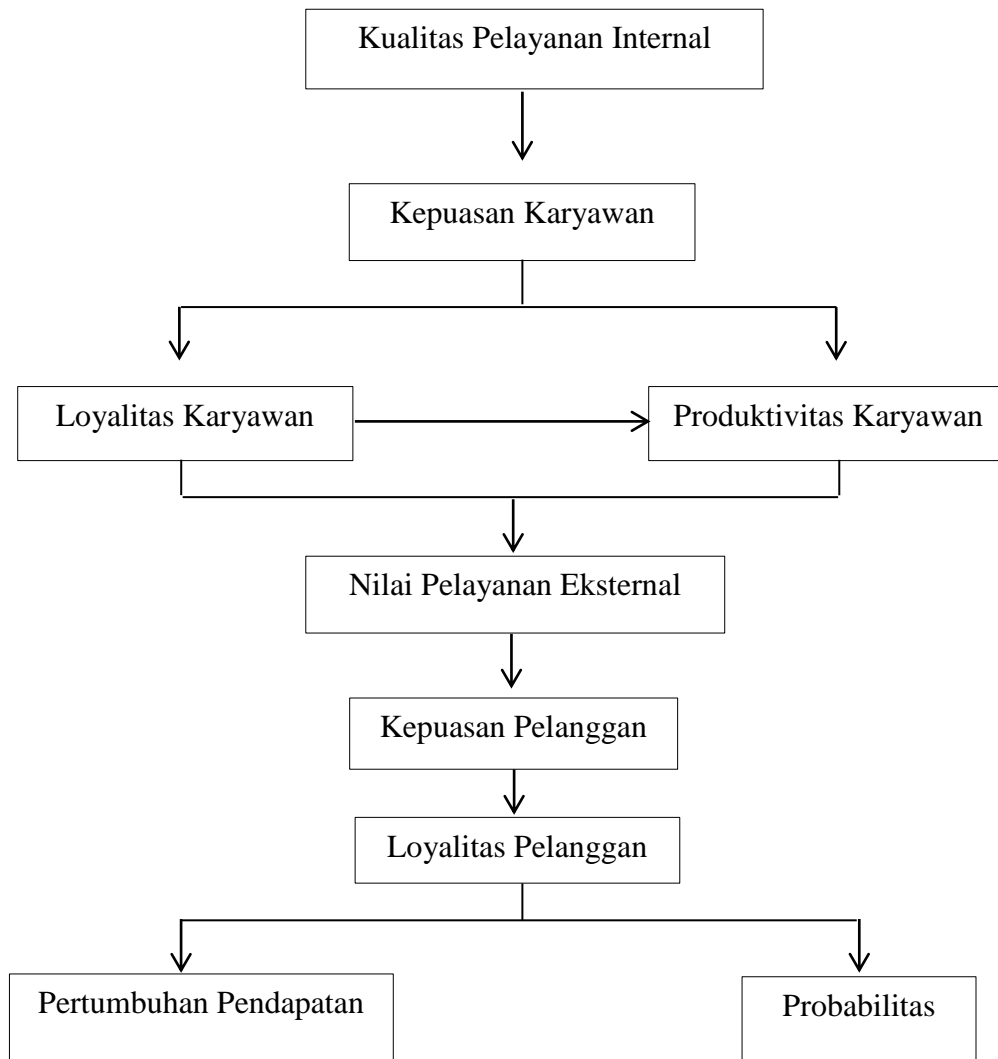 Kualitas Pelayanan Internal
Kepuasan Karyawan
Loyalitas Karyawan
Produktivitas Karyawan
Nilai Pelayanan Eksternal
Kepuasan Pelanggan
Loyalitas Pelanggan
Pertumbuhan Pendapatan
Probabilitas